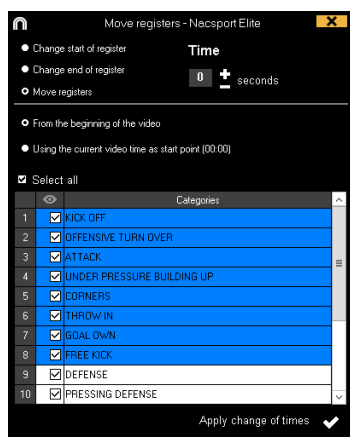 Move registers - Nacsport Elite
Change start of register
Time
Change end of register
0 seconds
Move registers
From the beginning of the video
Using the current video time as start point (00:00)
Select all
Categories
1 KICK OFF
2 OFFENSIVE TURN OVER
3 ATTACK
4 UNDER PRESSURE BUILDING UP
5 CORNERS
6 THROW IN
7 GOAL OWN
8 FREE KICK
9 DEFENSE
10 PRESSING DEFENSE
Apply change of times